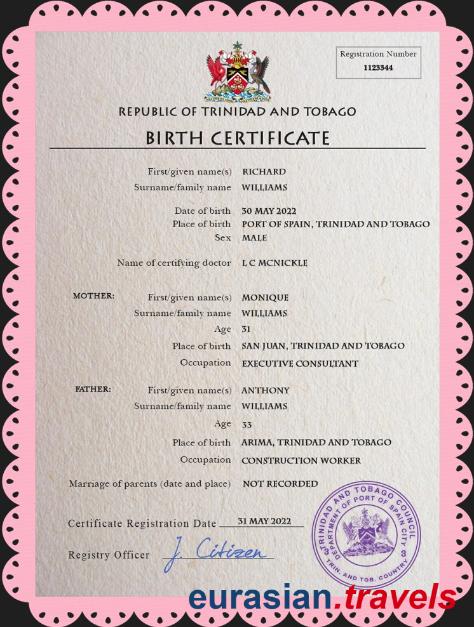 Registration Number
1123344
REPUBLIC OF TRINIDAD AND TOBAGO
BIRTH CERTIFICATE
First/given name(s) RICHARD
Surname/family name WILLIAMS
Date of birth 30 MAY 2022
Place of birth PORT OF SPAIN, TRINIDAD AND TOBAGO
Sex MALE
Name of certifying doctor L C MCNICKLE
MOTHER: First/given name(s) MONIQUE
Surname/family name WILLIAMS
Age 31
Place of birth SAN JUAN, TRINIDAD AND TOBAGO
Occupation EXECUTIVE CONSULTANT
FATHER: First/given name(s) ANTHONY
Surname/family name WILLIAMS
Age 33
Place of birth ARIMA, TRINIDAD AND TOBAGO
Occupation CONSTRUCTION WORKER
Marriage of parents (date and place) NOT RECORDED
Certificate Registration Date 31 MAY 2022
Registry Officer J. Citizen
TRINIDAD AND TOBAGO COUNCIL
DEPARTMENT OF PORT OF SPAIN CITY
TRIN. AND TOB. COUNTRY
eurasian.travels